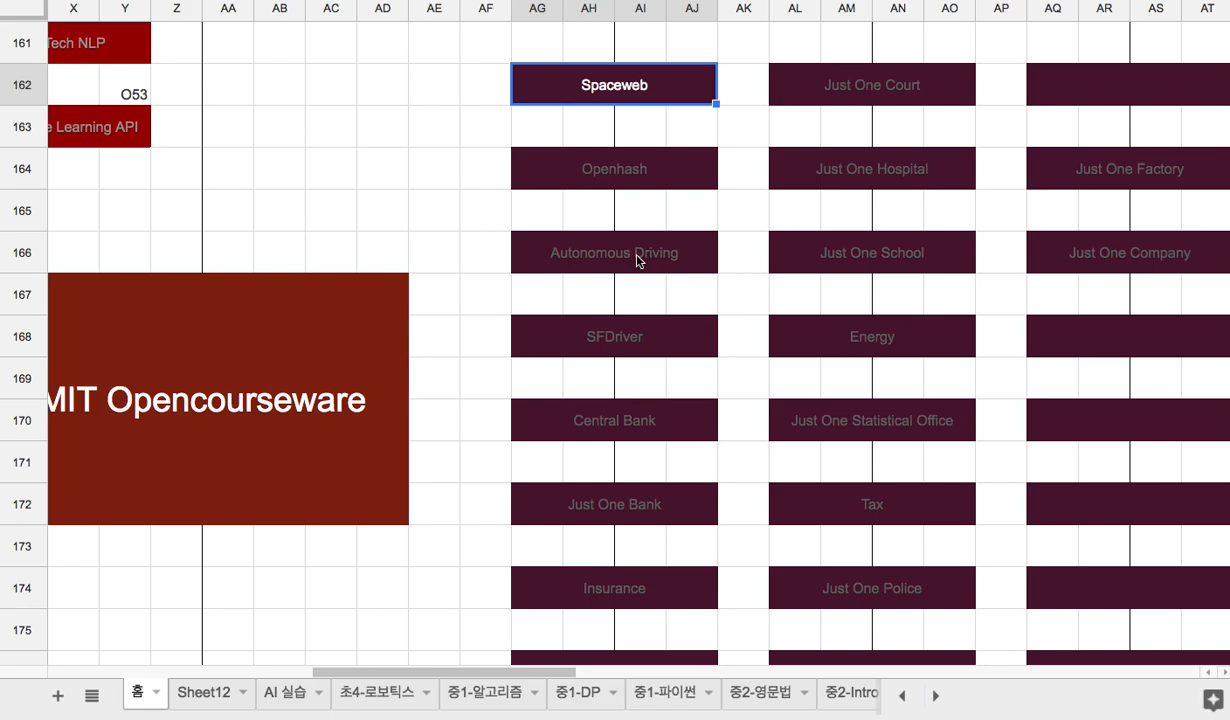 X Y Z AA AB AC AD AE AF AG AH AI AJ AK AL AM AN AO AP AQ AR AS AT
161 Tech NLP
162 O53 Spaceweb Just One Court
163 e Learning API
164 Openhash Just One Hospital Just One Factory
165
166 Autonomous Driving Just One School Just One Company
167
168 SFDriver Energy
169
MIT Opencourseware
170 Central Bank Just One Statistical Office
171
172 Just One Bank Tax
173
174 Insurance Just One Police
175
홈 Sheet12 AI 실습 초4-로보틱스 중1-알고리즘 중1-DP 중1-파이썬 중2-영문법 중2-Intro